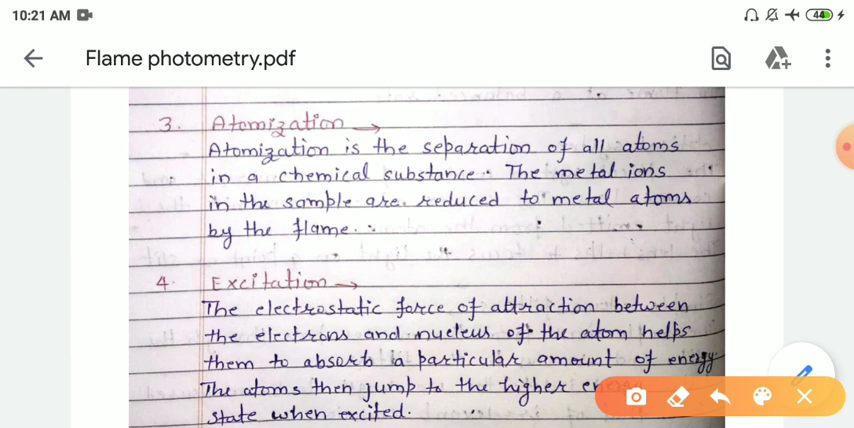 10:21 AM
44
Flame photometry.pdf
3. Atomization →
Atomization is the separation of all atoms
in a chemical substance. The metal ions
in the sample are reduced to metal atoms
by the flame.
4. Excitation →
The electrostatic force of attraction between
the electrons and nucleus of the atom helps
them to absorb a particular amount of energy
The atoms then jump to the higher
state when excited.